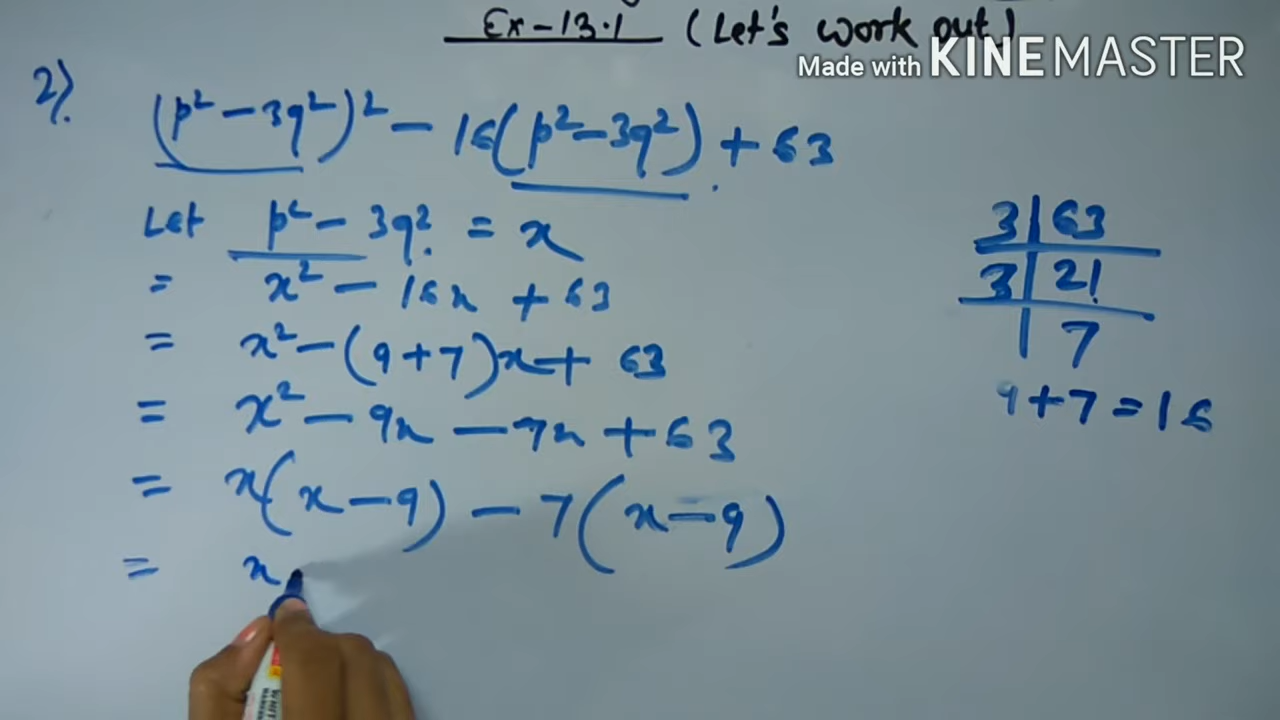 Ex-13.1 (Let's work out)
Made with KINEMASTER
2).
(p² - 3q²)² - 16(p² - 3q²) + 63
Let p² - 3q² = x
= x² - 16x + 63
= x² - (9+7)x + 63
= x² - 9x - 7x + 63
= x(x - 9) - 7(x - 9)
= x
3 | 63
3 | 21
| 7
9+7=16